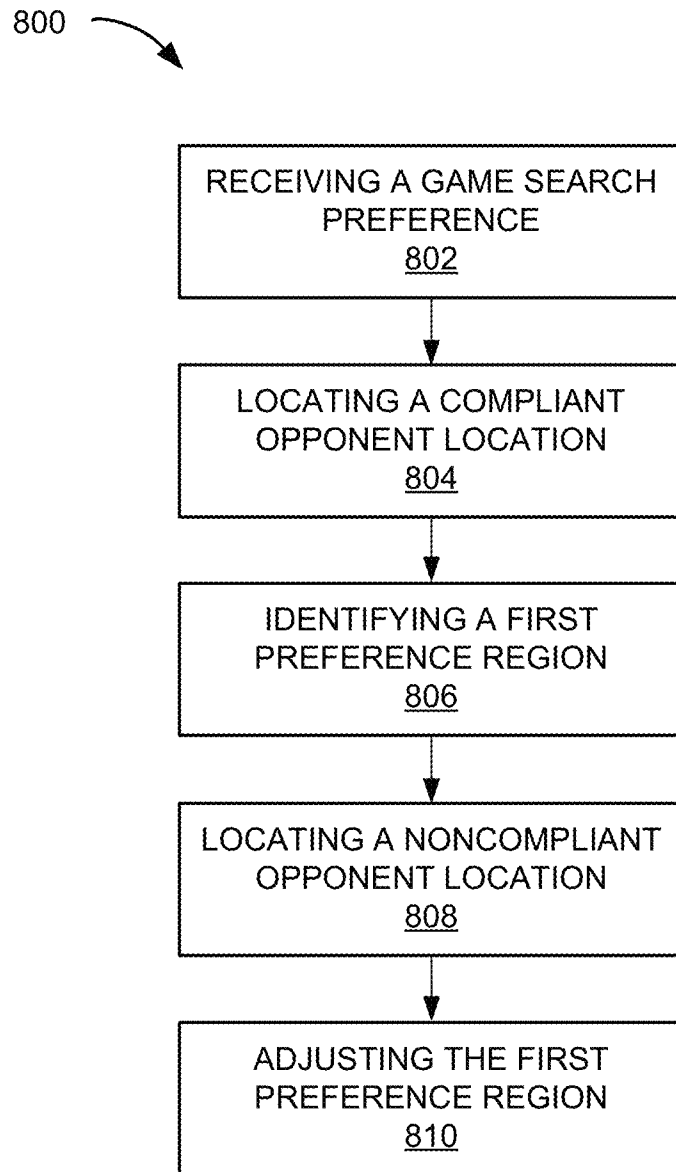 800
RECEIVING A GAME SEARCH
PREFERENCE
802
LOCATING A COMPLIANT
OPPONENT LOCATION
804
IDENTIFYING A FIRST
PREFERENCE REGION
806
LOCATING A NONCOMPLIANT
OPPONENT LOCATION
808
ADJUSTING THE FIRST
PREFERENCE REGION
810